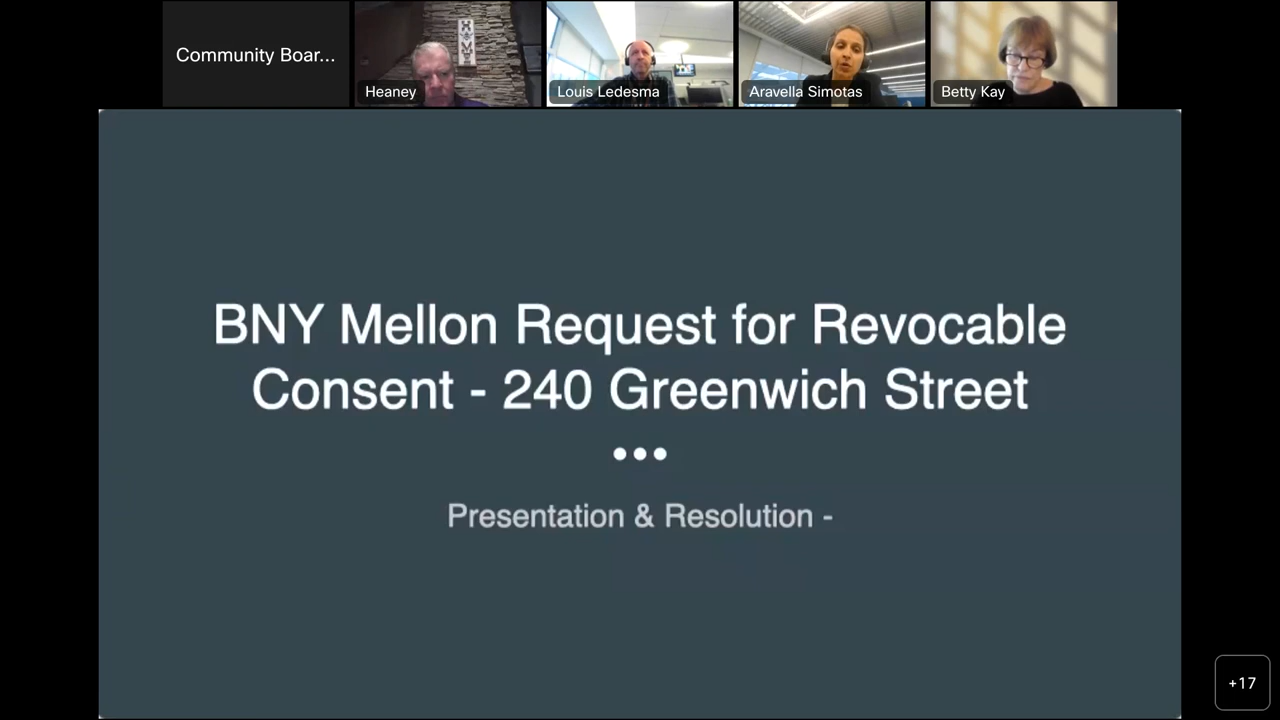 Community Boar...
Heaney
Louis Ledesma
Aravella Simotas
Betty Kay
BNY Mellon Request for Revocable
Consent - 240 Greenwich Street
Presentation & Resolution -
+17